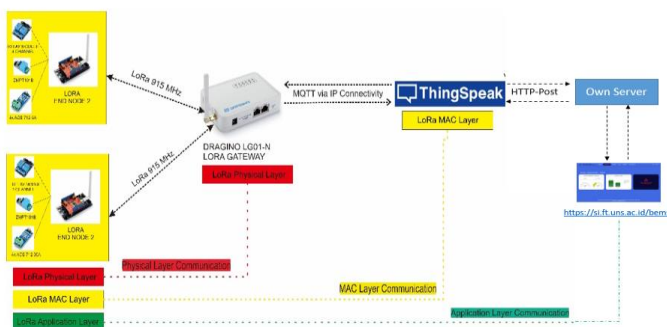 LORA
END NODE 2
LoRa 915 MHz
DRAGINO LG01-N
LORA GATEWAY
LoRa Physical Layer
MQTT via IP Connectivity
ThingSpeak
LoRa MAC Layer
HTTP-Post
Own Server
https://si.ft.uns.ac.id/bem
LORA
END NODE 2
LoRa 915 MHz
LoRa Physical Layer
LoRa MAC Layer
LoRa Application Layer
Physical Layer Communication
MAC Layer Communication
Application Layer Communication